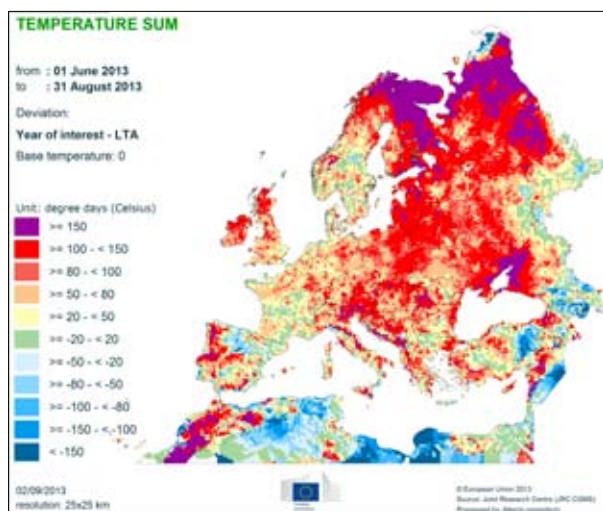 TEMPERATURE SUM
from : 01 June 2013
to : 31 August 2013
Deviation:
Year of interest - LTA
Base temperature: 0
Unit: degree days (Celsius)
>= 150
>= 100 - < 150
>= 80 - < 100
>= 50 - < 80
>= 20 - < 50
>= -20 - < 20
>= -50 - < -20
>= -80 - < -50
>= -100 - < -80
>= -150 - < -100
< -150
02/09/2013
resolution: 25x25 km
© European Union 2013
Source: Joint Research Centre (JRC CGMS)